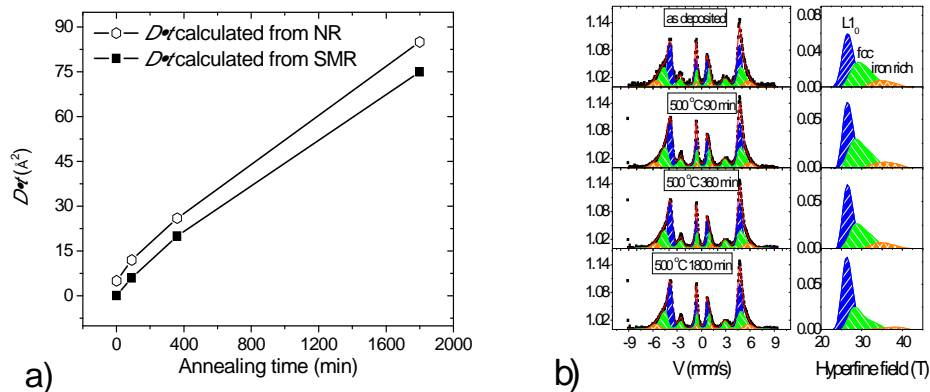 90
75
60
45
30
15
0
D•t (Å²)
D•t calculated from NR
D•t calculated from SMR
0 400 800 1200 1600 2000
Annealing time (min)
a)
1.14
1.08
1.02
as deposited
L1₀
fcc
iron rich
0.05
0.00
1.14
1.08
1.02
500 °C 90 min
0.05
0.00
1.14
1.08
1.02
500 °C 360 min
0.05
0.00
1.14
1.08
1.02
500 °C 1800 min
0.05
0.00
-9 -6 -3 0 3 6 9
V (mm/s)
20 30 40
Hyperfine field (T)
b)